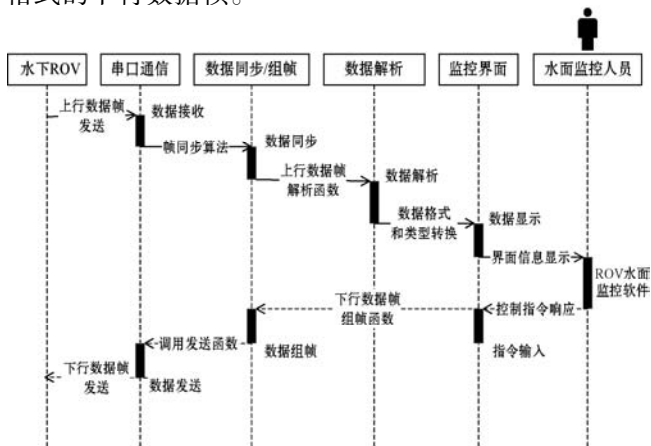 格式的下行数据帧。
水下ROV
串口通信
数据同步/组帧
数据解析
监控界面
水面监控人员
上行数据帧
发送
数据接收
帧同步算法
数据同步
上行数据帧
解析函数
数据解析
数据格式
和类型转换
数据显示
界面信息显示
ROV水面
监控软件
下行数据帧
组帧函数
控制指令响应
调用发送函数
数据组帧
指令输入
下行数据帧
发送
数据发送